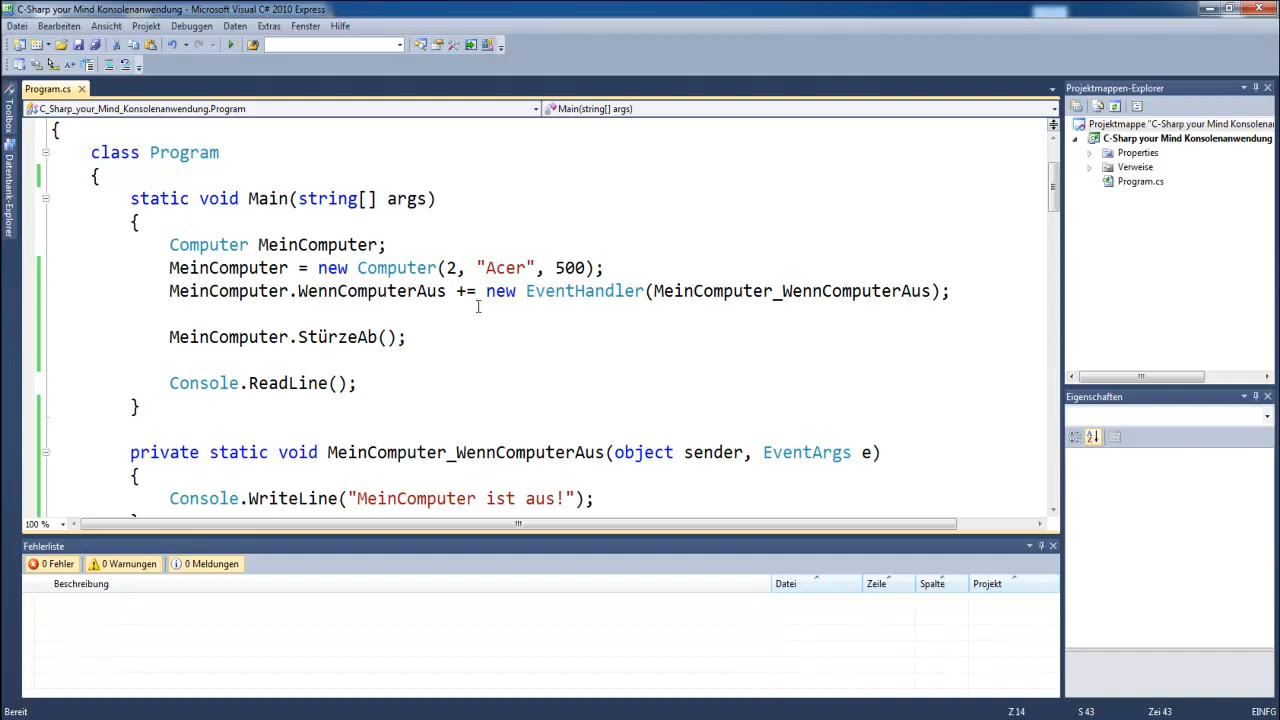 C-Sharp your Mind Konsolenanwendung - Microsoft Visual C# 2010 Express
Datei Bearbeiten Ansicht Projekt Debuggen Daten Extras Fenster Hilfe
Program.cs
C_Sharp_your_Mind_Konsolenanwendung.Program
Main(string[] args)
Toolbox
Datenbank-Explorer
{
class Program
{
static void Main(string[] args)
{
Computer MeinComputer;
MeinComputer = new Computer(2, "Acer", 500);
MeinComputer.WennComputerAus += new EventHandler(MeinComputer_WennComputerAus);
MeinComputer.StürzeAb();
Console.ReadLine();
}
private static void MeinComputer_WennComputerAus(object sender, EventArgs e)
{
Console.WriteLine("MeinComputer ist aus!");
100 %
Projektmappen-Explorer
Projektmappe "C-Sharp your Mind Konsolenan
C-Sharp your Mind Konsolenanwendung
Properties
Verweise
Program.cs
Eigenschaften
Fehlerliste
0 Fehler 0 Warnungen 0 Meldungen
Beschreibung Datei Zeile Spalte Projekt
Bereit Z 14 S 43 Zei 43 EINFG